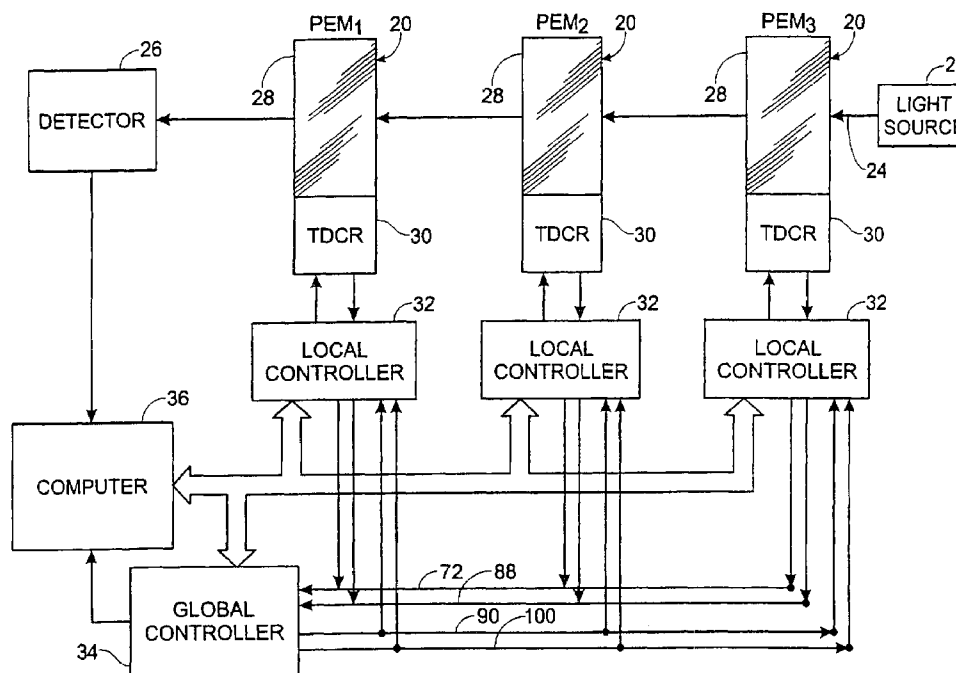 PEM1 PEM2 PEM3
26 20 20 20 2
28 28 28
DETECTOR
LIGHT
SOURCE
24
TDCR 30 TDCR 30 TDCR 30
32 32 32
LOCAL
CONTROLLER
LOCAL
CONTROLLER
LOCAL
CONTROLLER
36
COMPUTER
72
88
GLOBAL
CONTROLLER
90
100
34